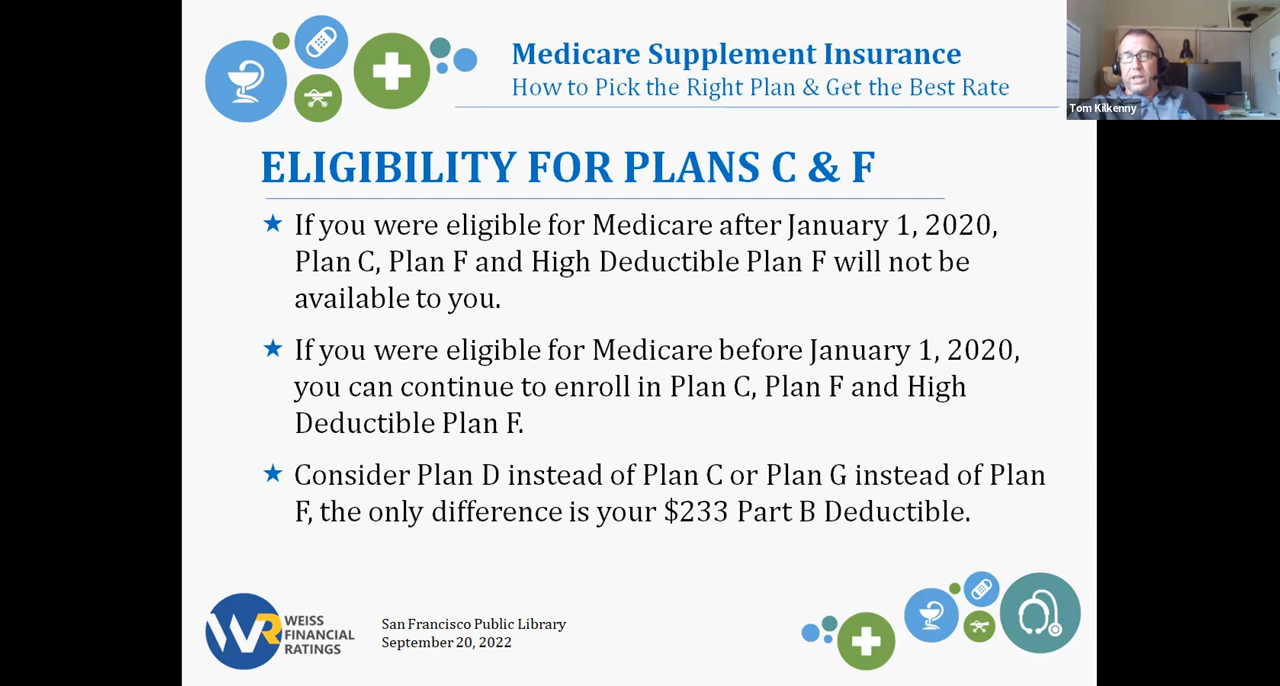 Medicare Supplement Insurance
How to Pick the Right Plan & Get the Best Rate
Tom Kilkenny
ELIGIBILITY FOR PLANS C & F
★ If you were eligible for Medicare after January 1, 2020,
Plan C, Plan F and High Deductible Plan F will not be
available to you.
★ If you were eligible for Medicare before January 1, 2020,
you can continue to enroll in Plan C, Plan F and High
Deductible Plan F.
★ Consider Plan D instead of Plan C or Plan G instead of Plan
F, the only difference is your $233 Part B Deductible.
WR
WEISS
FINANCIAL
RATINGS
San Francisco Public Library
September 20, 2022